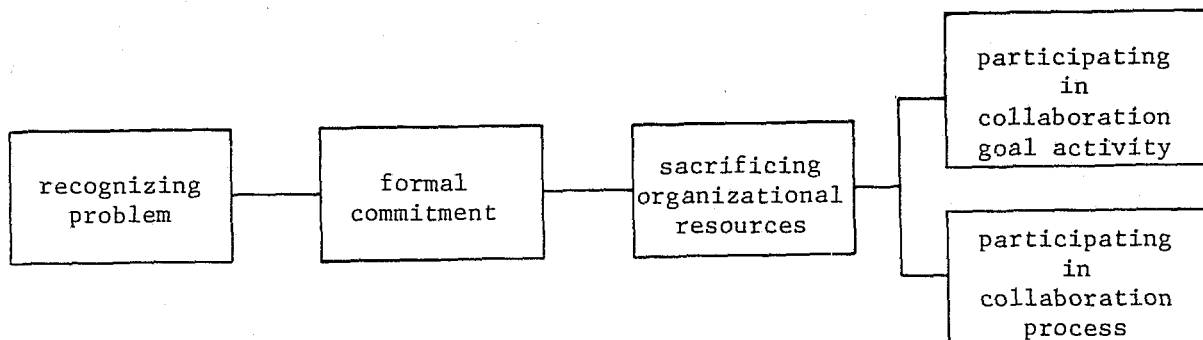 recognizing
problem
formal
commitment
sacrificing
organizational
resources
participating
in
collaboration
goal activity
participating
in
collaboration
process